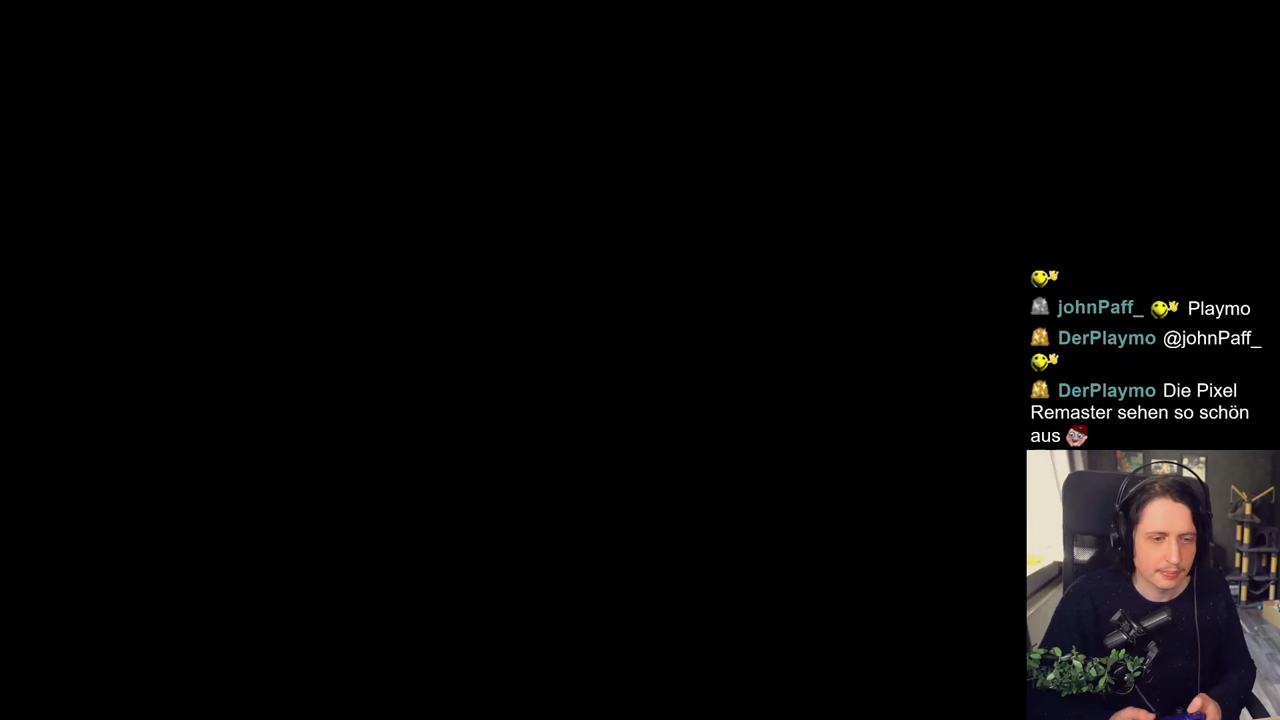 johnPaff_ Playmo
DerPlaymo @johnPaff_
DerPlaymo Die Pixel
Remaster sehen so schön
aus